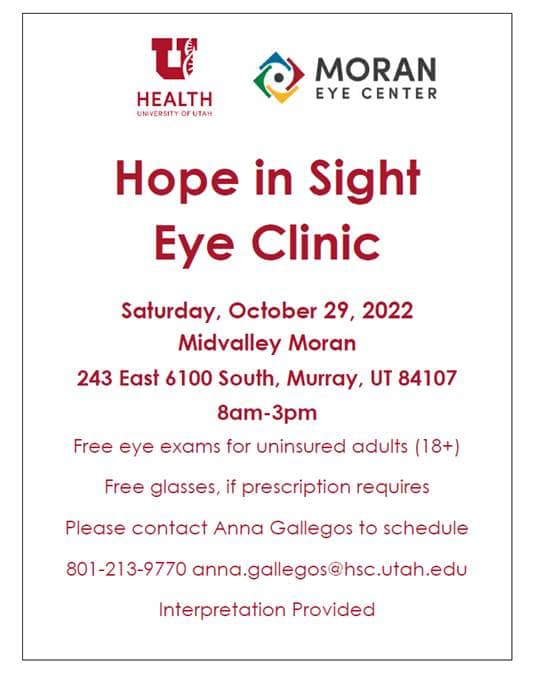 HEALTH
UNIVERSITY OF UTAH
MORAN
EYE CENTER
Hope in Sight
Eye Clinic
Saturday, October 29, 2022
Midvalley Moran
243 East 6100 South, Murray, UT 84107
8am-3pm
Free eye exams for uninsured adults (18+)
Free glasses, if prescription requires
Please contact Anna Gallegos to schedule
801-213-9770 anna.gallegos@hsc.utah.edu
Interpretation Provided